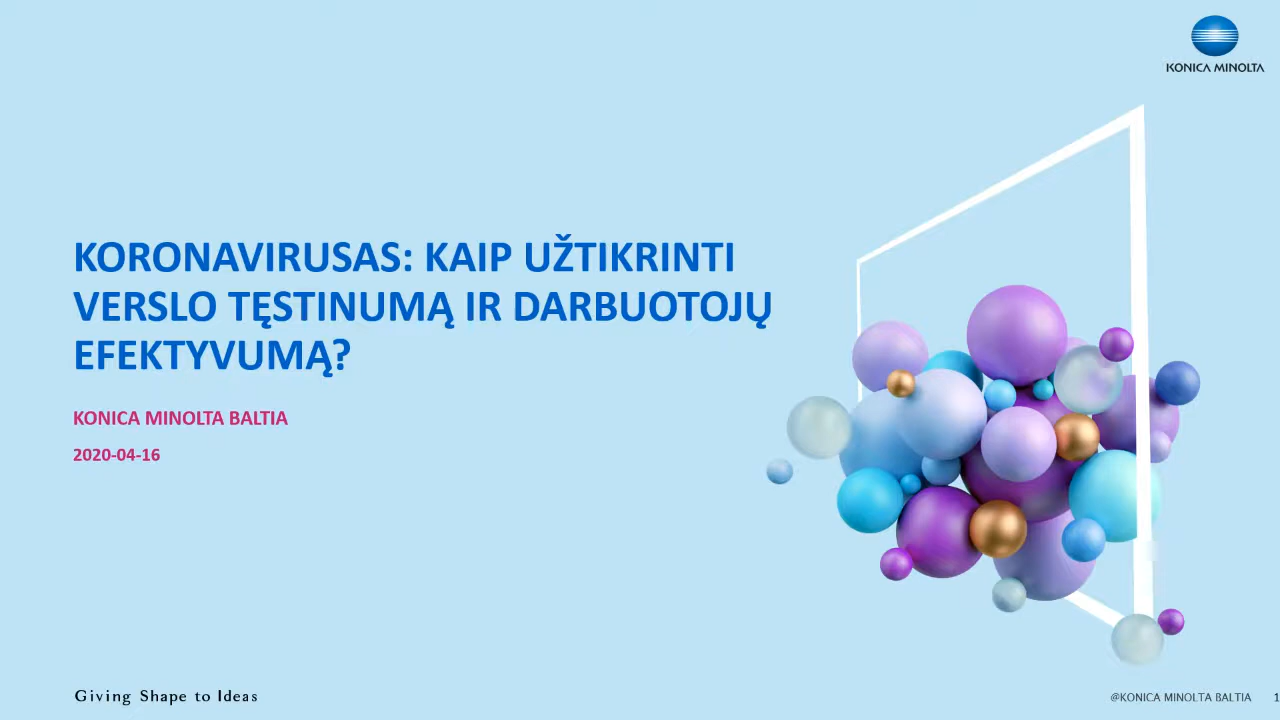 KONICA MINOLTA
KORONAVIRUSAS: KAIP UŽTIKRINTI
VERSLO TĘSTINUMĄ IR DARBUOTOJŲ
EFEKTYVUMĄ?
KONICA MINOLTA BALTIA
2020-04-16
Giving Shape to Ideas
@KONICA MINOLTA BALTIA 1